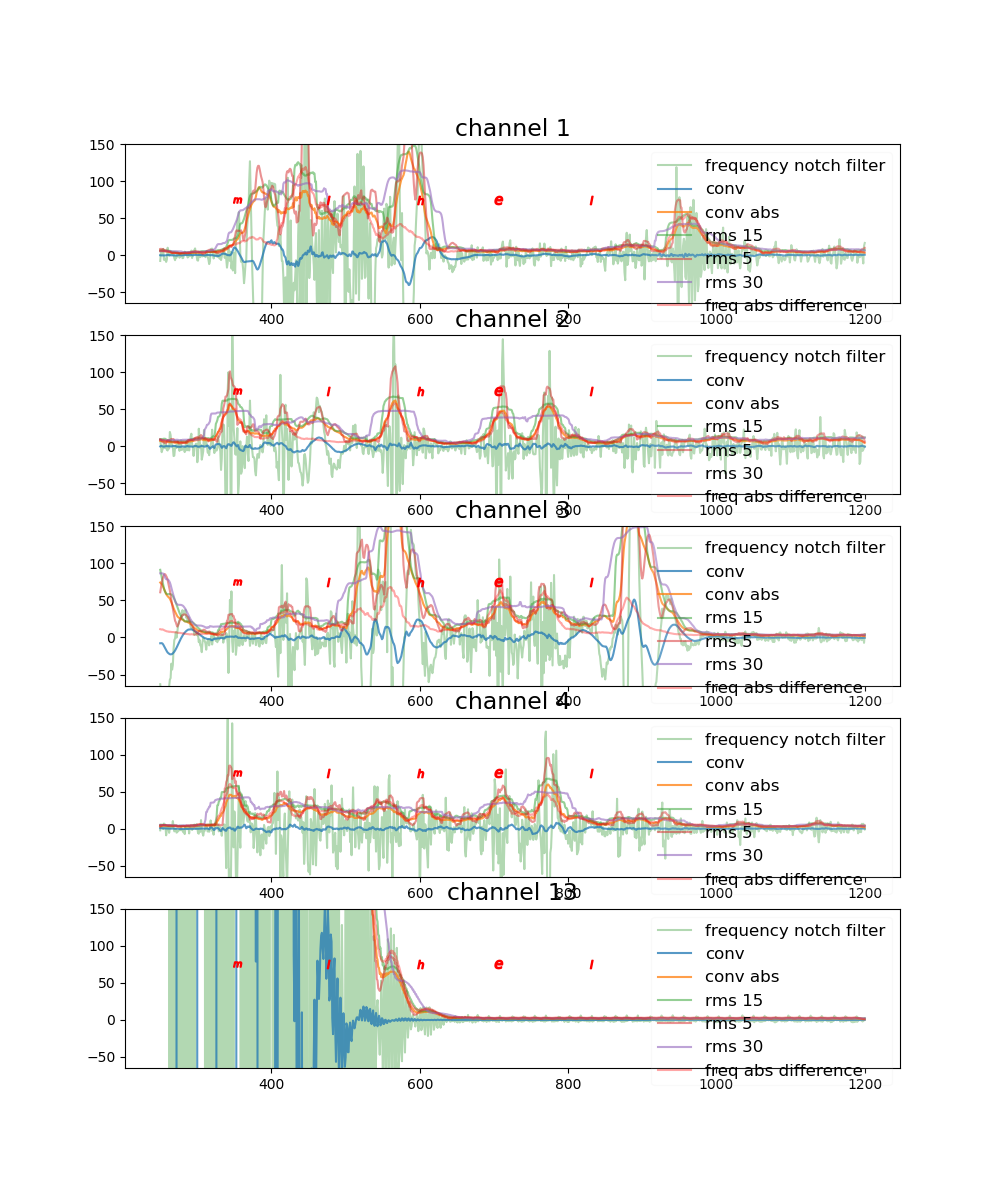 channel 1
150
100
50
0
−50
400
600
800
1000
1200
m
l
h
e
l
frequency notch filter
conv
conv abs
rms 15
rms 5
rms 30
freq abs difference
channel 2
150
100
50
0
−50
400
600
800
1000
1200
m
l
h
e
l
frequency notch filter
conv
conv abs
rms 15
rms 5
rms 30
freq abs difference
channel 3
150
100
50
0
−50
400
600
800
1000
1200
m
l
h
e
l
frequency notch filter
conv
conv abs
rms 15
rms 5
rms 30
freq abs difference
channel 4
150
100
50
0
−50
400
600
800
1000
1200
m
l
h
e
l
frequency notch filter
conv
conv abs
rms 15
rms 5
rms 30
freq abs difference
channel 13
150
100
50
0
−50
400
600
800
1000
1200
m
l
h
e
l
frequency notch filter
conv
conv abs
rms 15
rms 5
rms 30
freq abs difference